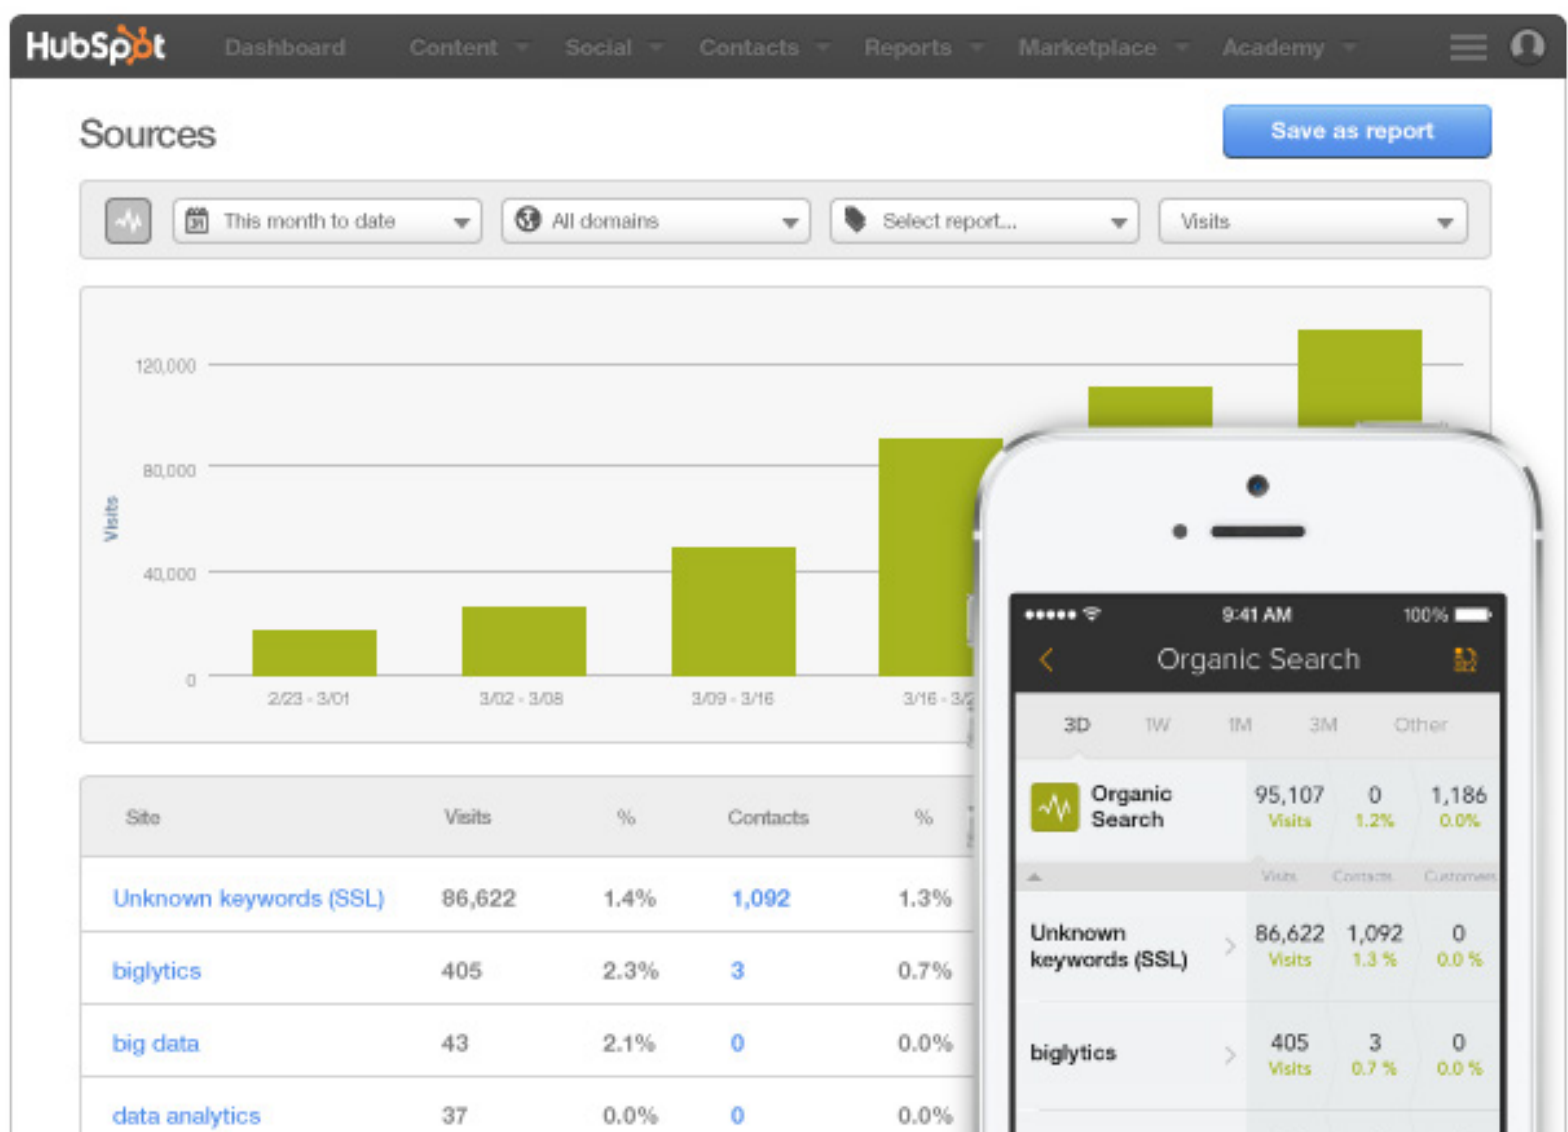 HubSpot Dashboard Content Social Contacts Reports Marketplace Academy
Sources
Save as report
31 This month to date All domains Select report... Visits
120,000
80,000
40,000
0
Visits
2/23 - 3/01 3/02 - 3/08 3/09 - 3/16 3/16 - 3/2
Site Visits % Contacts %
Unknown keywords (SSL) 86,622 1.4% 1,092 1.3%
biglytics 405 2.3% 3 0.7%
big data 43 2.1% 0 0.0%
data analytics 37 0.0% 0 0.0%
9:41 AM 100%
Organic Search
3D 1W 1M 3M Other
Organic Search
95,107 0 1,186
Visits 1.2% 0.0%
Visits Contacts Customers
Unknown
keywords (SSL)
86,622 1,092 0
Visits 1.3 % 0.0 %
biglytics
405 3 0
Visits 0.7 % 0.0 %